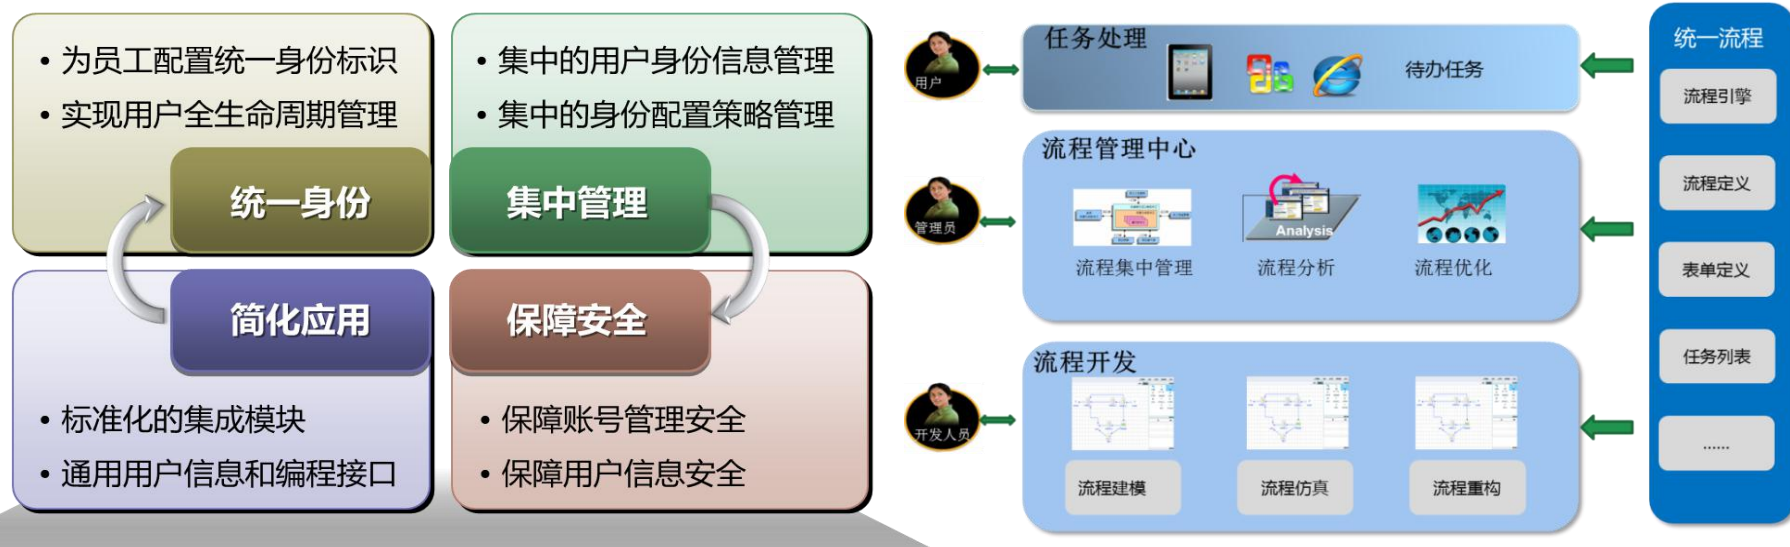 • 为员工配置统一身份标识
• 实现用户全生命周期管理
统一身份
• 集中的用户身份信息管理
• 集中的身份配置策略管理
集中管理
简化应用
• 标准化的集成模块
• 通用用户信息和编程接口
保障安全
• 保障账号管理安全
• 保障用户信息安全
用户
任务处理
待办任务
管理员
流程管理中心
Analysis
流程集中管理
流程分析
流程优化
开发人员
流程开发
流程建模
流程仿真
流程重构
统一流程
流程引擎
流程定义
表单定义
任务列表
......